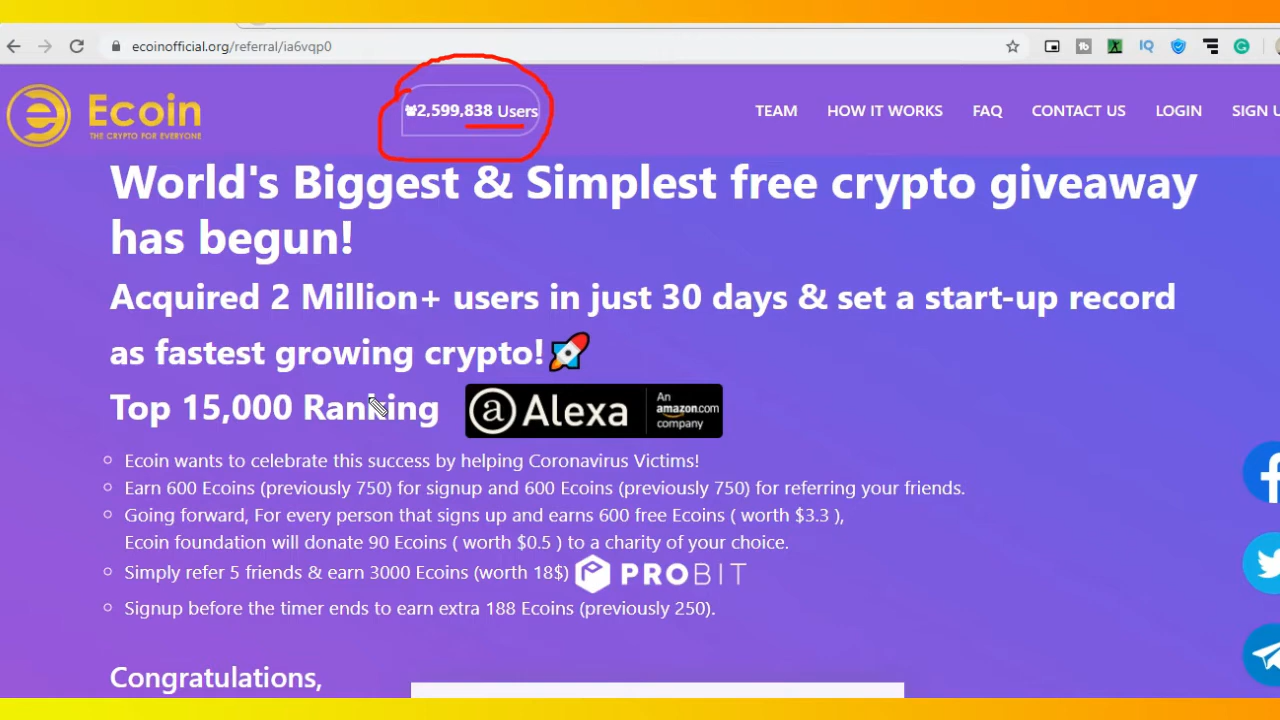 ecoinofficial.org/referral/ia6vqp0
IQ
Ecoin
THE CRYPTO FOR EVERYONE
2,599,838 Users
TEAM
HOW IT WORKS
FAQ
CONTACT US
LOGIN
SIGN U
World's Biggest & Simplest free crypto giveaway
has begun!
Acquired 2 Million+ users in just 30 days & set a start-up record
as fastest growing crypto!🚀
Top 15,000 Ranking
a Alexa
An
amazon.com
company
Ecoin wants to celebrate this success by helping Coronavirus Victims!
Earn 600 Ecoins (previously 750) for signup and 600 Ecoins (previously 750) for referring your friends.
Going forward, For every person that signs up and earns 600 free Ecoins ( worth $3.3 ),
Ecoin foundation will donate 90 Ecoins ( worth $0.5 ) to a charity of your choice.
Simply refer 5 friends & earn 3000 Ecoins (worth 18$)
PROBIT
Signup before the timer ends to earn extra 188 Ecoins (previously 250).
Congratulations,